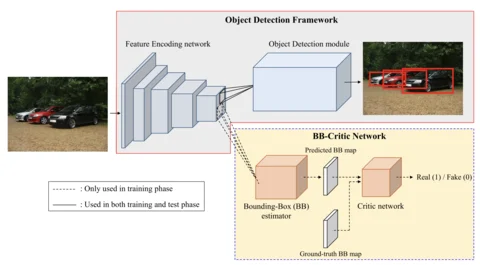 Object Detection Framework
Feature Encoding network
Object Detection module
BB-Critic Network
Predicted BB map
Real (1) / Fake (0)
Bounding-Box (BB)
estimator
Critic network
Ground-truth BB map
: Only used in training phase
: Used in both training and test phase